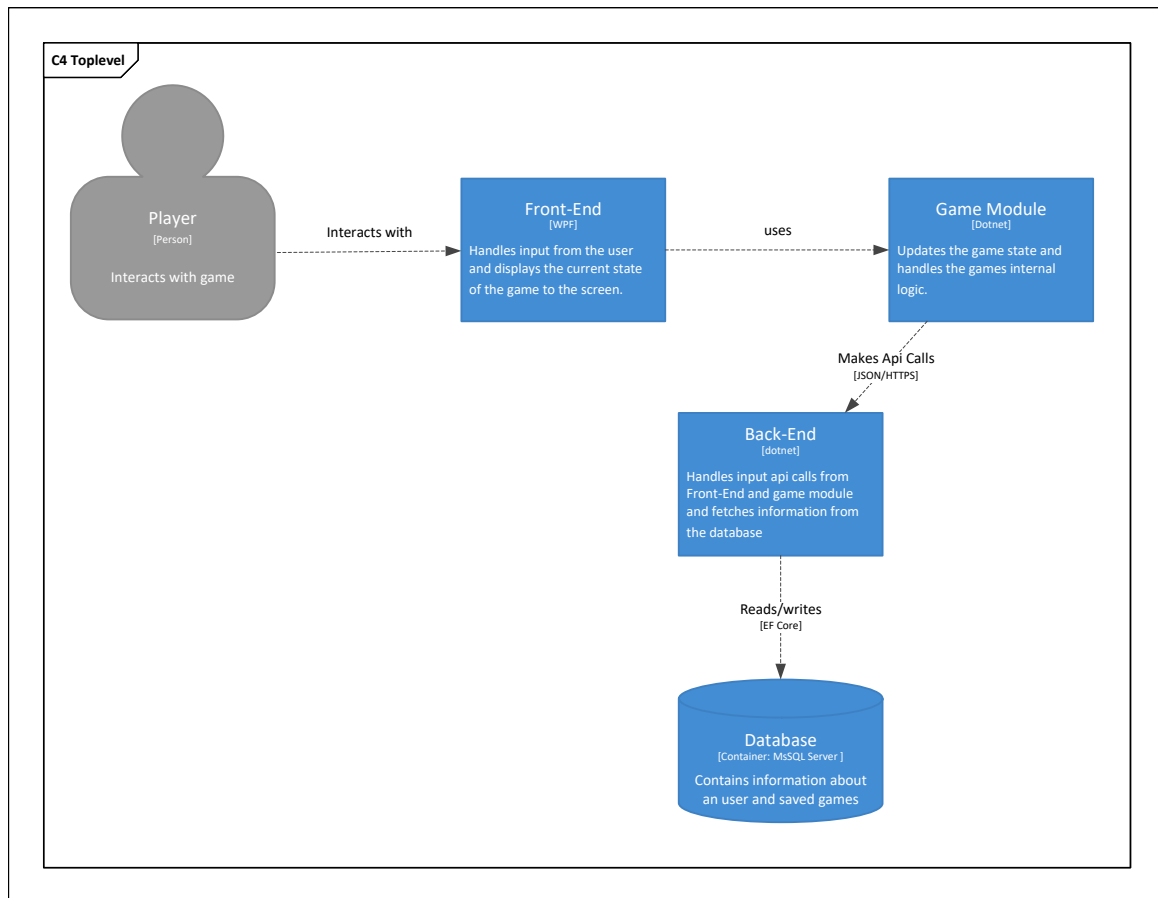 C4 Toplevel
Player
[Person]
Interacts with game
Interacts with
Front-End
[WPF]
Handles input from the user
and displays the current state
of the game to the screen.
uses
Game Module
[Dotnet]
Updates the game state and
handles the games internal
logic.
Makes Api Calls
[JSON/HTTPS]
Back-End
[dotnet]
Handles input api calls from
Front-End and game module
and fetches information from
the database
Reads/writes
[EF Core]
Database
[Container: MsSQL Server ]
Contains information about
an user and saved games